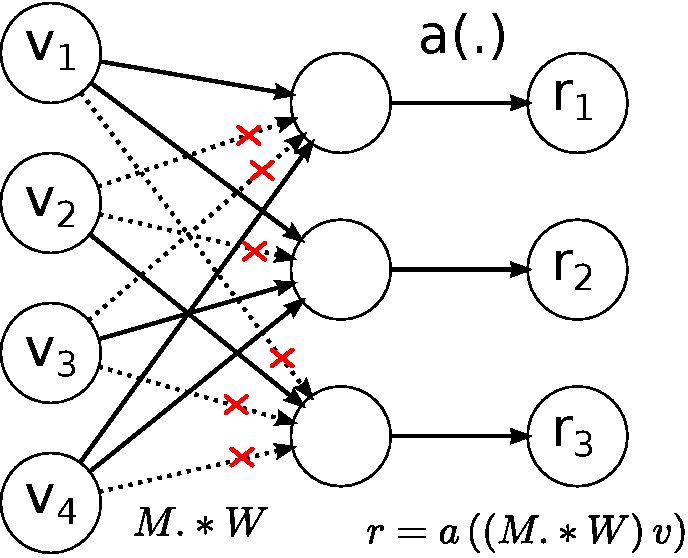 a(.)
v₁
r₁
v₂
r₂
v₃
r₃
v₄
M. ∗ W
r = a ((M. ∗ W) v)